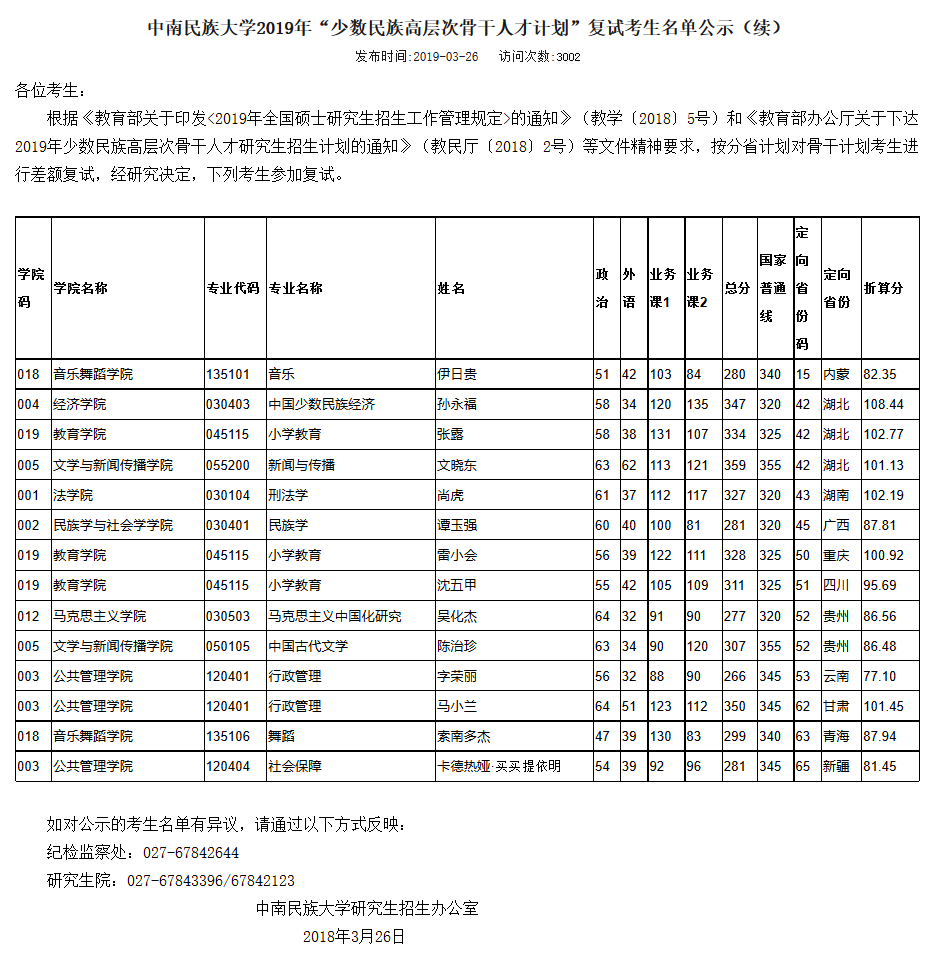 中南民族大学2019年“少数民族高层次骨干人才计划”复试考生名单公示（续）
发布时间:2019-03-26 访问次数:3002
各位考生：
根据《教育部关于印发<2019年全国硕士研究生招生工作管理规定>的通知》（教学〔2018〕5号）和《教育部办公厅关于下达
2019年少数民族高层次骨干人才研究生招生计划的通知》（教民厅〔2018〕2号）等文件精神要求，按分省计划对骨干计划考生进
行差额复试，经研究决定，下列考生参加复试。
学院码 学院名称 专业代码 专业名称 姓名 政治 外语 业务课1 业务课2 总分 国家普通线 定向省份码 定向省份 折算分
018 音乐舞蹈学院 135101 音乐 伊日贵 51 42 103 84 280 340 15 内蒙 82.35
004 经济学院 030403 中国少数民族经济 孙永福 58 34 120 135 347 320 42 湖北 108.44
019 教育学院 045115 小学教育 张露 58 38 131 107 334 325 42 湖北 102.77
005 文学与新闻传播学院 055200 新闻与传播 文晓东 63 62 113 121 359 355 42 湖北 101.13
001 法学院 030104 刑法学 尚虎 61 37 112 117 327 320 43 湖南 102.19
002 民族学与社会学学院 030401 民族学 谭玉强 60 40 100 81 281 320 45 广西 87.81
019 教育学院 045115 小学教育 雷小会 56 39 122 111 328 325 50 重庆 100.92
019 教育学院 045115 小学教育 沈五甲 55 42 105 109 311 325 51 四川 95.69
012 马克思主义学院 030503 马克思主义中国化研究 吴化杰 64 32 91 90 277 320 52 贵州 86.56
005 文学与新闻传播学院 050105 中国古代文学 陈治珍 63 34 90 120 307 355 52 贵州 86.48
003 公共管理学院 120401 行政管理 字荣丽 56 32 88 90 266 345 53 云南 77.10
003 公共管理学院 120401 行政管理 马小兰 64 51 123 112 350 345 62 甘肃 101.45
018 音乐舞蹈学院 135106 舞蹈 索南多杰 47 39 130 83 299 340 63 青海 87.94
003 公共管理学院 120404 社会保障 卡德热娅·买买提依明 54 39 92 96 281 345 65 新疆 81.45
如对公示的考生名单有异议，请通过以下方式反映：
纪检监察处：027-67842644
研究生院：027-67843396/67842123
中南民族大学研究生招生办公室
2018年3月26日